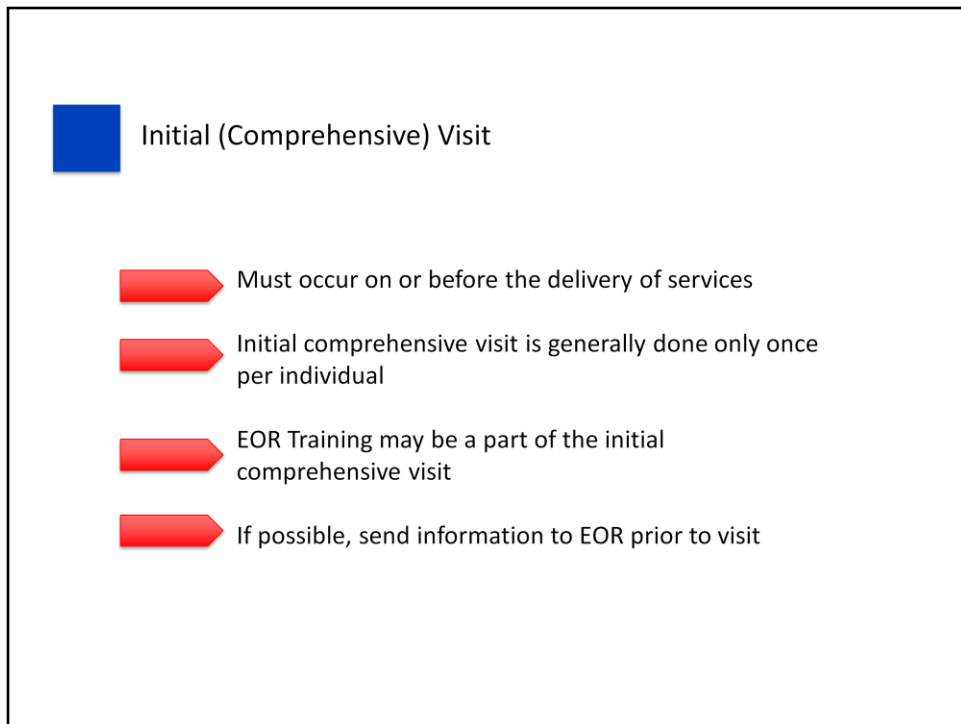 Initial (Comprehensive) Visit
Must occur on or before the delivery of services
Initial comprehensive visit is generally done only once
per individual
EOR Training may be a part of the initial
comprehensive visit
If possible, send information to EOR prior to visit